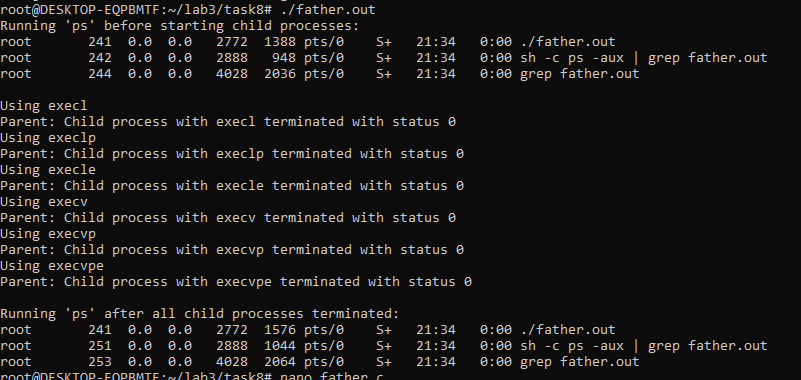 root@DESKTOP-EQPBMTF:~/lab3/task8# ./father.out
Running 'ps' before starting child processes:
root       241  0.0  0.0   2772  1388 pts/0    S+   21:34   0:00 ./father.out
root       242  0.0  0.0   2888   948 pts/0    S+   21:34   0:00 sh -c ps -aux | grep father.out
root       244  0.0  0.0   4028  2036 pts/0    S+   21:34   0:00 grep father.out

Using execl
Parent: Child process with execl terminated with status 0
Using execlp
Parent: Child process with execlp terminated with status 0
Using execle
Parent: Child process with execle terminated with status 0
Using execv
Parent: Child process with execv terminated with status 0
Using execvp
Parent: Child process with execvp terminated with status 0
Using execvpe
Parent: Child process with execvpe terminated with status 0

Running 'ps' after all child processes terminated:
root       241  0.0  0.0   2772  1576 pts/0    S+   21:34   0:00 ./father.out
root       251  0.0  0.0   2888  1044 pts/0    S+   21:34   0:00 sh -c ps -aux | grep father.out
root       253  0.0  0.0   4028  2064 pts/0    S+   21:34   0:00 grep father.out
root@DESKTOP-EQPBMTF:~/lab3/task8# nano father.c